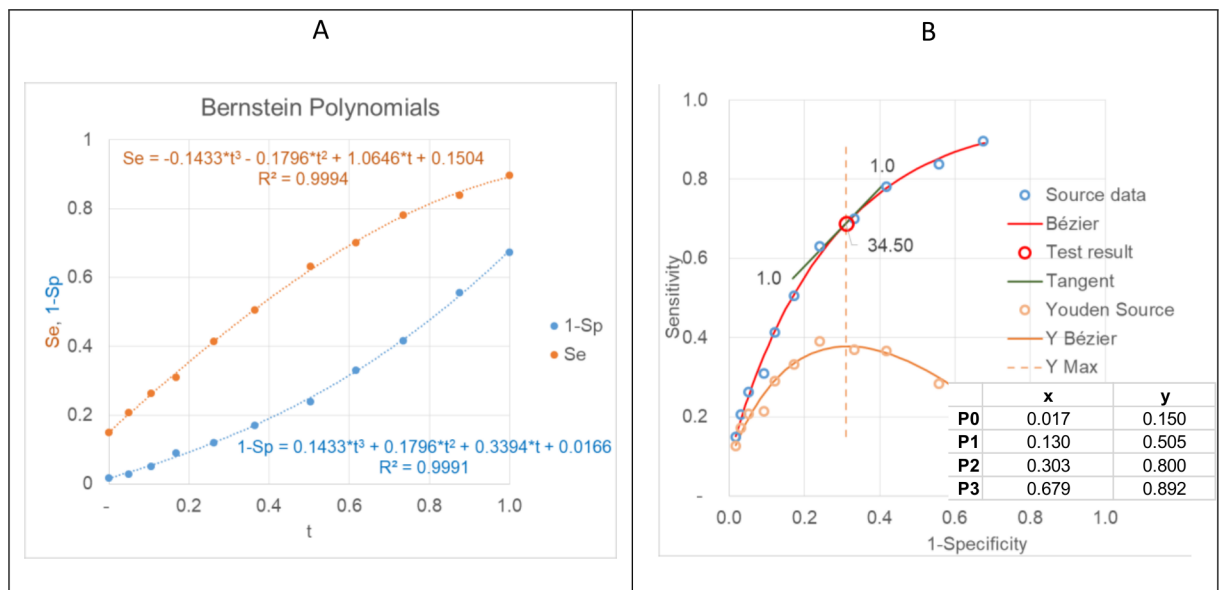 A
Bernstein Polynomials
1
0.8
0.6
0.4
0.2
0
Se, 1-Sp
Se = -0.1433*t³ - 0.1796*t² + 1.0646*t + 0.1504
R² = 0.9994
1-Sp = 0.1433*t³ + 0.1796*t² + 0.3394*t + 0.0166
R² = 0.9991
- 0.2 0.4 0.6 0.8 1.0
t
1-Sp
Se
B
1.0
0.8
0.6
0.4
0.2
-
Sensitivity
1.0
34.50
1.0
Source data
Bézier
Test result
Tangent
Youden Source
Y Bézier
Y Max
x y
P0 0.017 0.150
P1 0.130 0.505
P2 0.303 0.800
P3 0.679 0.892
0.0 0.2 0.4 0.6 0.8 1.0
1-Specificity